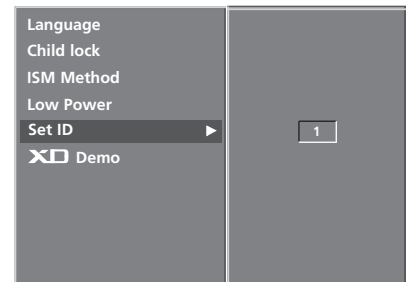 Language
Child lock
ISM Method
Low Power
Set ID ▶ 1
XD Demo